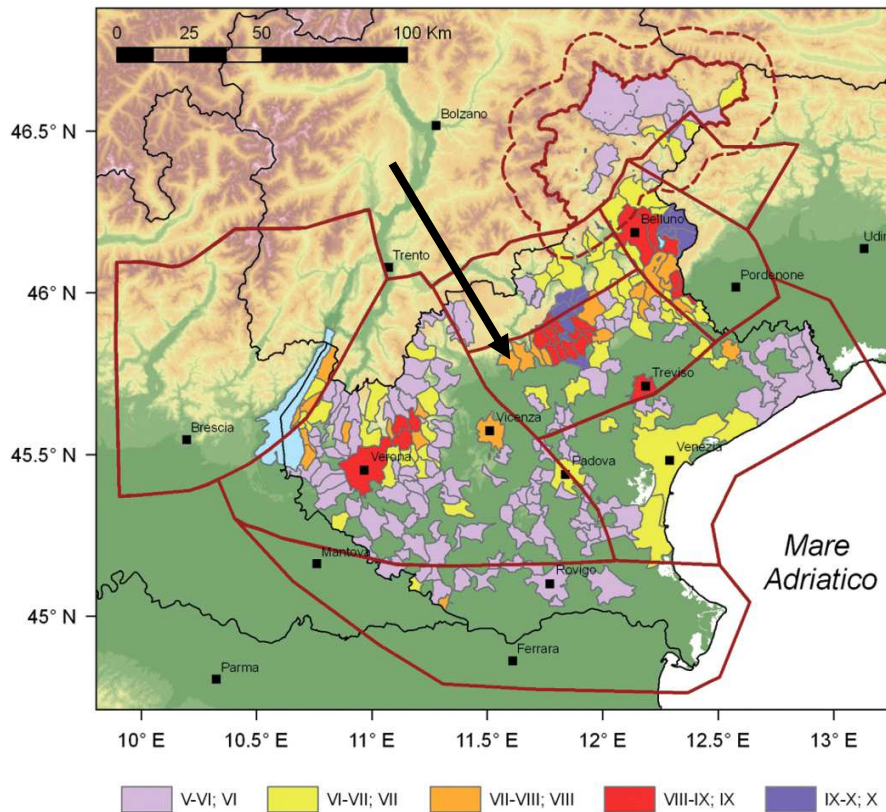 0 25 50 100 Km
46.5° N
Bolzano
Belluno
Udin
Trento
46° N
Pordenone
Treviso
Vicenza
Brescia
45.5° N
Verona
Padova
Venezia
Mantova
Rovigo
Mare
Adriatico
45° N
Ferrara
Parma
10° E 10.5° E 11° E 11.5° E 12° E 12.5° E 13° E
V-VI; VI VI-VII; VII VII-VIII; VIII VIII-IX; IX IX-X; X